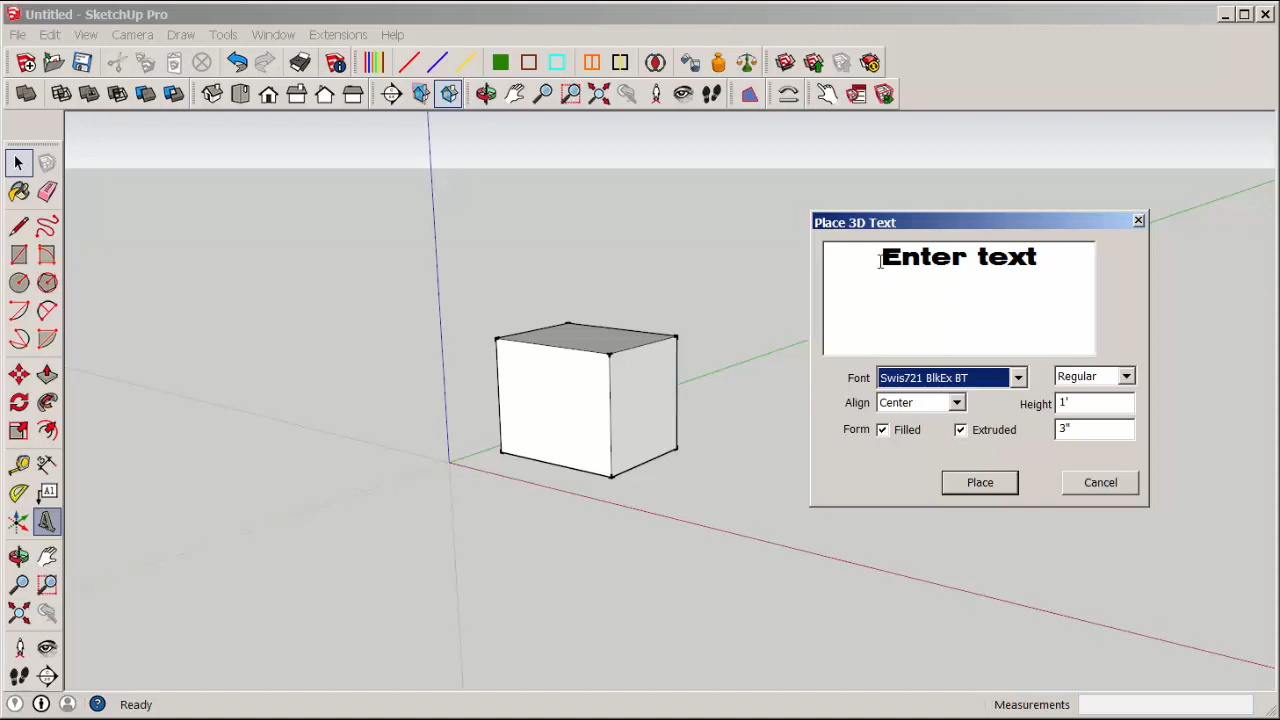 Untitled - SketchUp Pro
File Edit View Camera Draw Tools Window Extensions Help
Place 3D Text
Enter text
Font Swis721 BlkEx BT Regular
Align Center Height 1'
Form Filled Extruded 3"
Place Cancel
A1
Ready Measurements